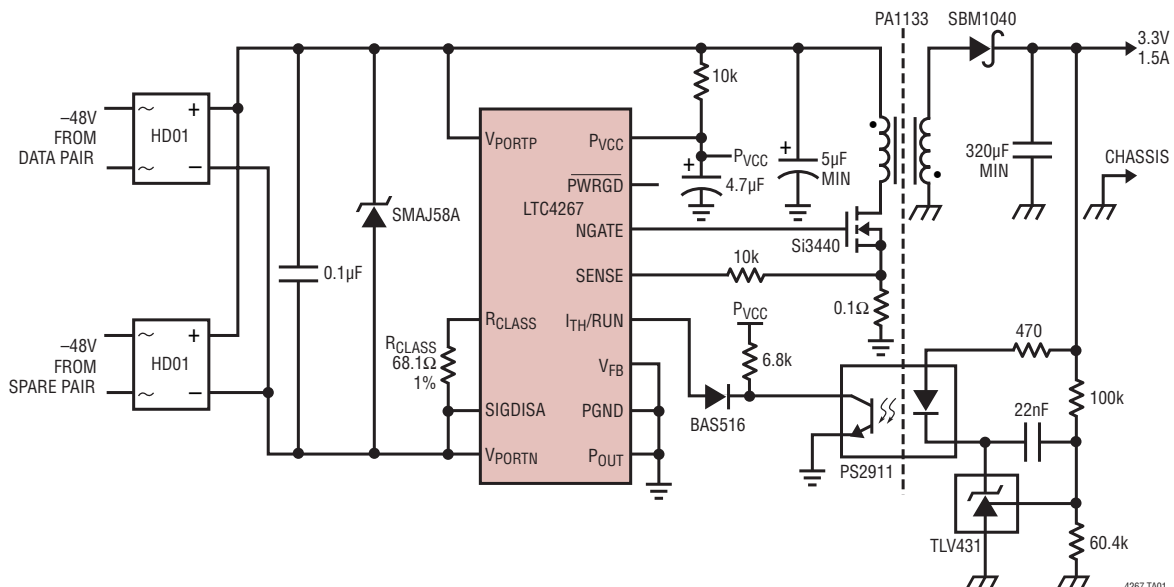 PA1133
SBM1040
3.3V
1.5A
10k
–48V
FROM
DATA PAIR
~
+
HD01
~
–
VPORTP
PVCC
PVCC
+
4.7µF
+
5µF
MIN
320µF
MIN
CHASSIS
PWRGD
LTC4267
SMAJ58A
NGATE
Si3440
0.1µF
SENSE
10k
0.1Ω
–48V
FROM
SPARE PAIR
~
+
HD01
~
–
RCLASS
RCLASS
68.1Ω
1%
ITH/RUN
PVCC
6.8k
470
VFB
BAS516
100k
22nF
SIGDISA
PGND
VPORTN
POUT
PS2911
TLV431
60.4k
4267 TA01